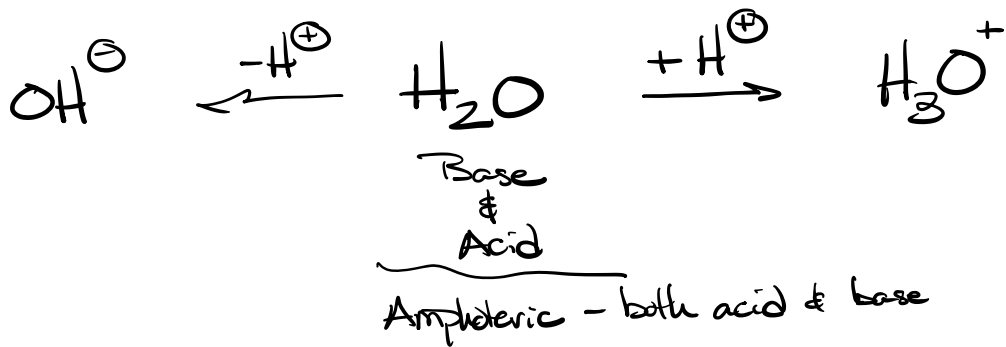 OH⊖ -H⊕ H₂O +H⊕ H₃O⁺
Base
&
Acid
Amphoteric - both acid & base